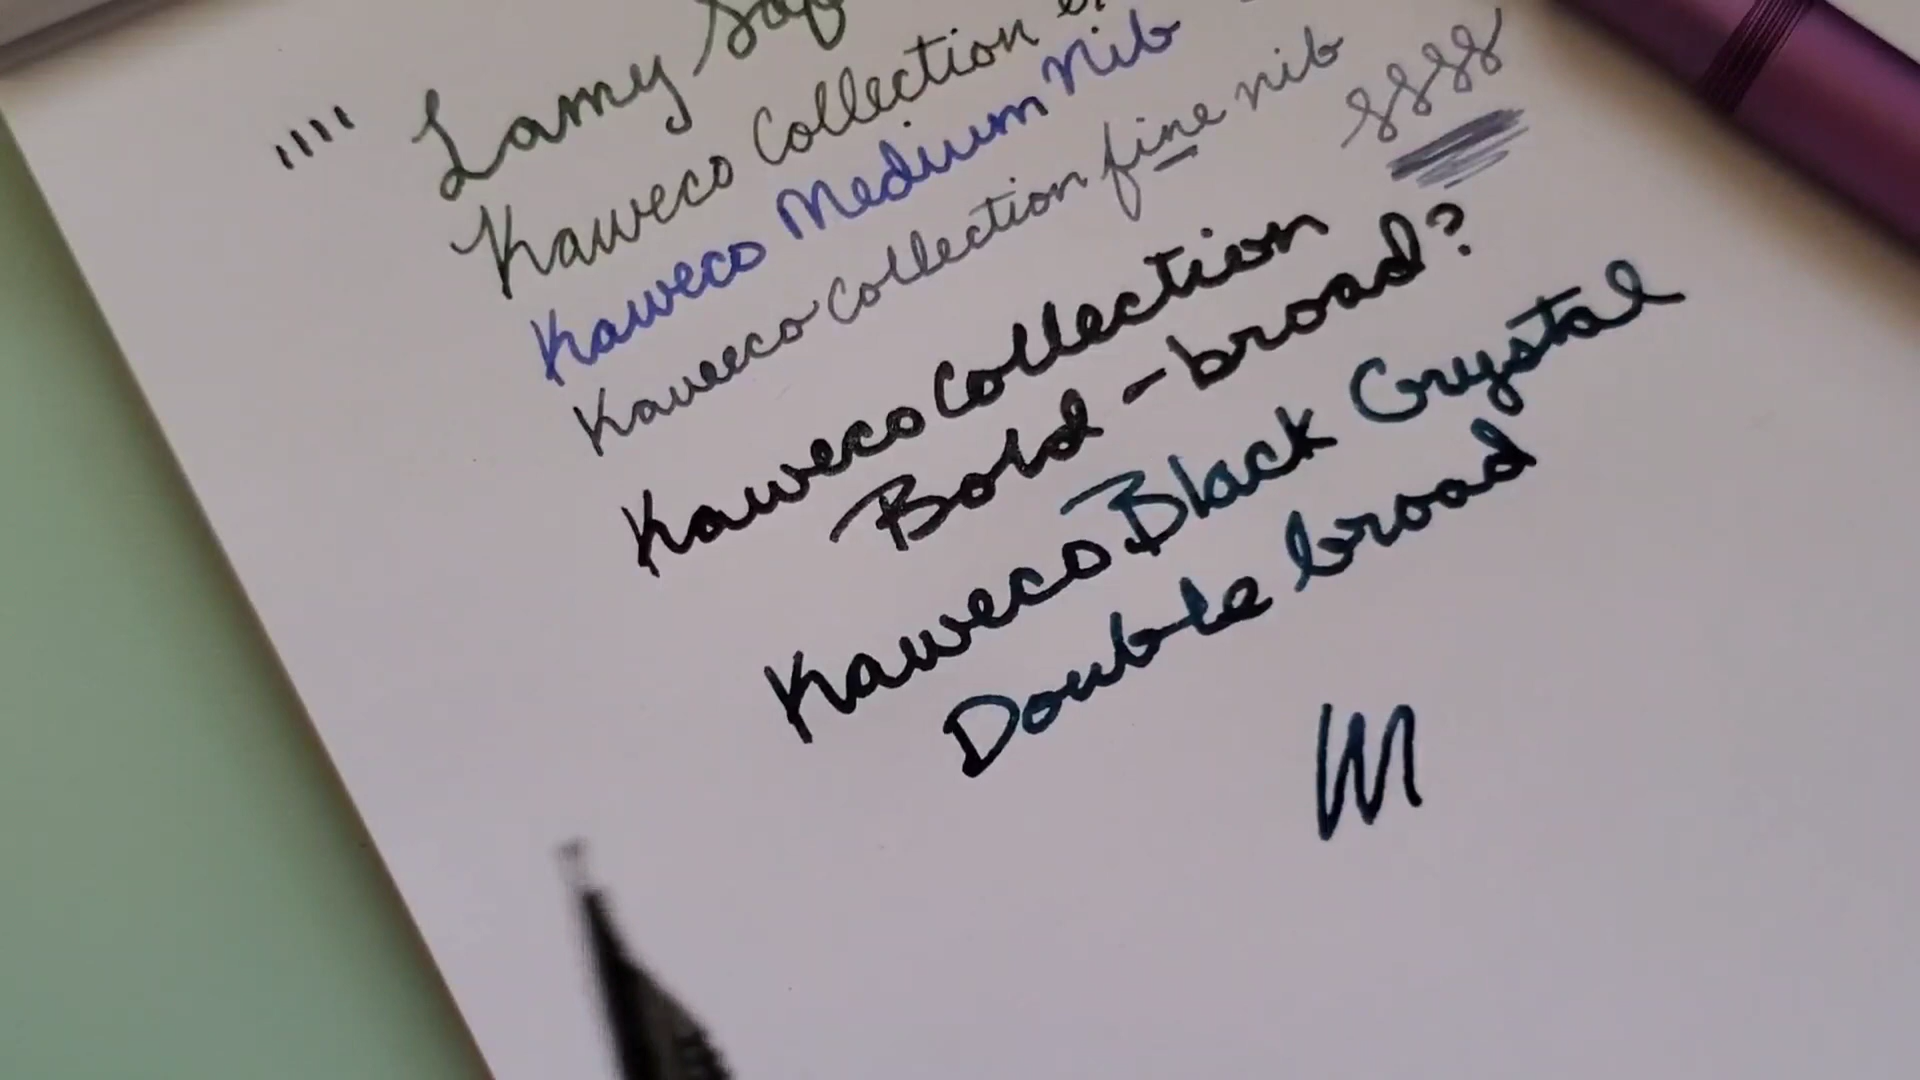 Lamy
Kaweco Collection
Kaweco Medium Nib
Kaweco Collection fine nib
ssss
Kaweco Collection
Bold - broad?
Kaweco Black Crystal
Double broad